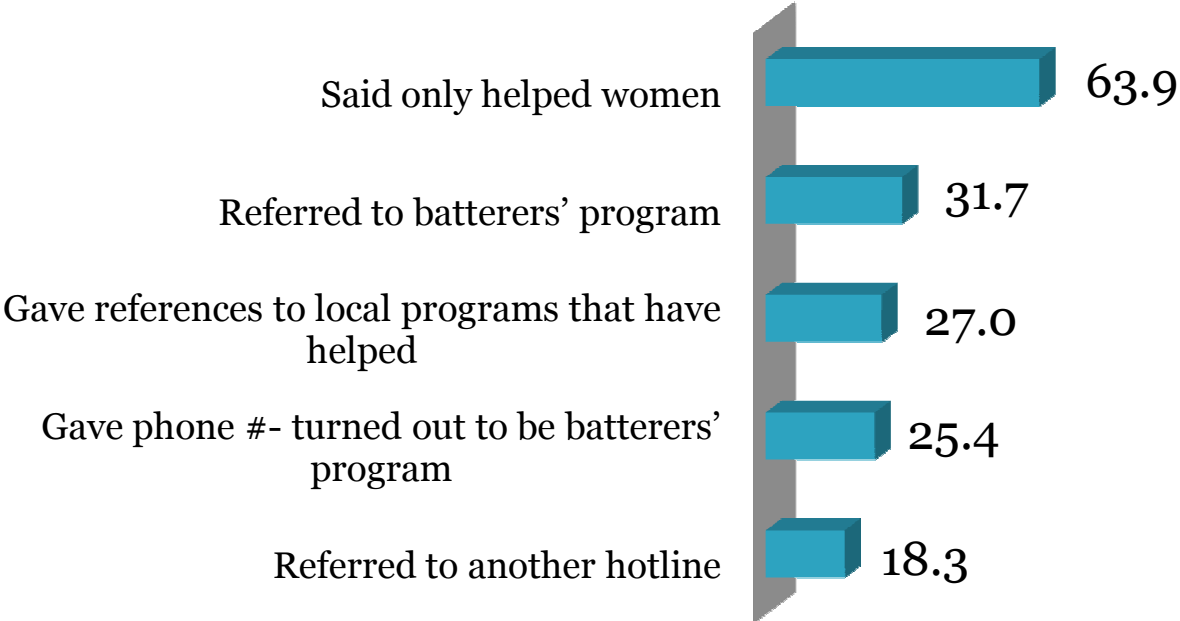 Said only helped women
63.9
Referred to batterers’ program
31.7
Gave references to local programs that have
helped
27.0
Gave phone #- turned out to be batterers’
program
25.4
Referred to another hotline
18.3